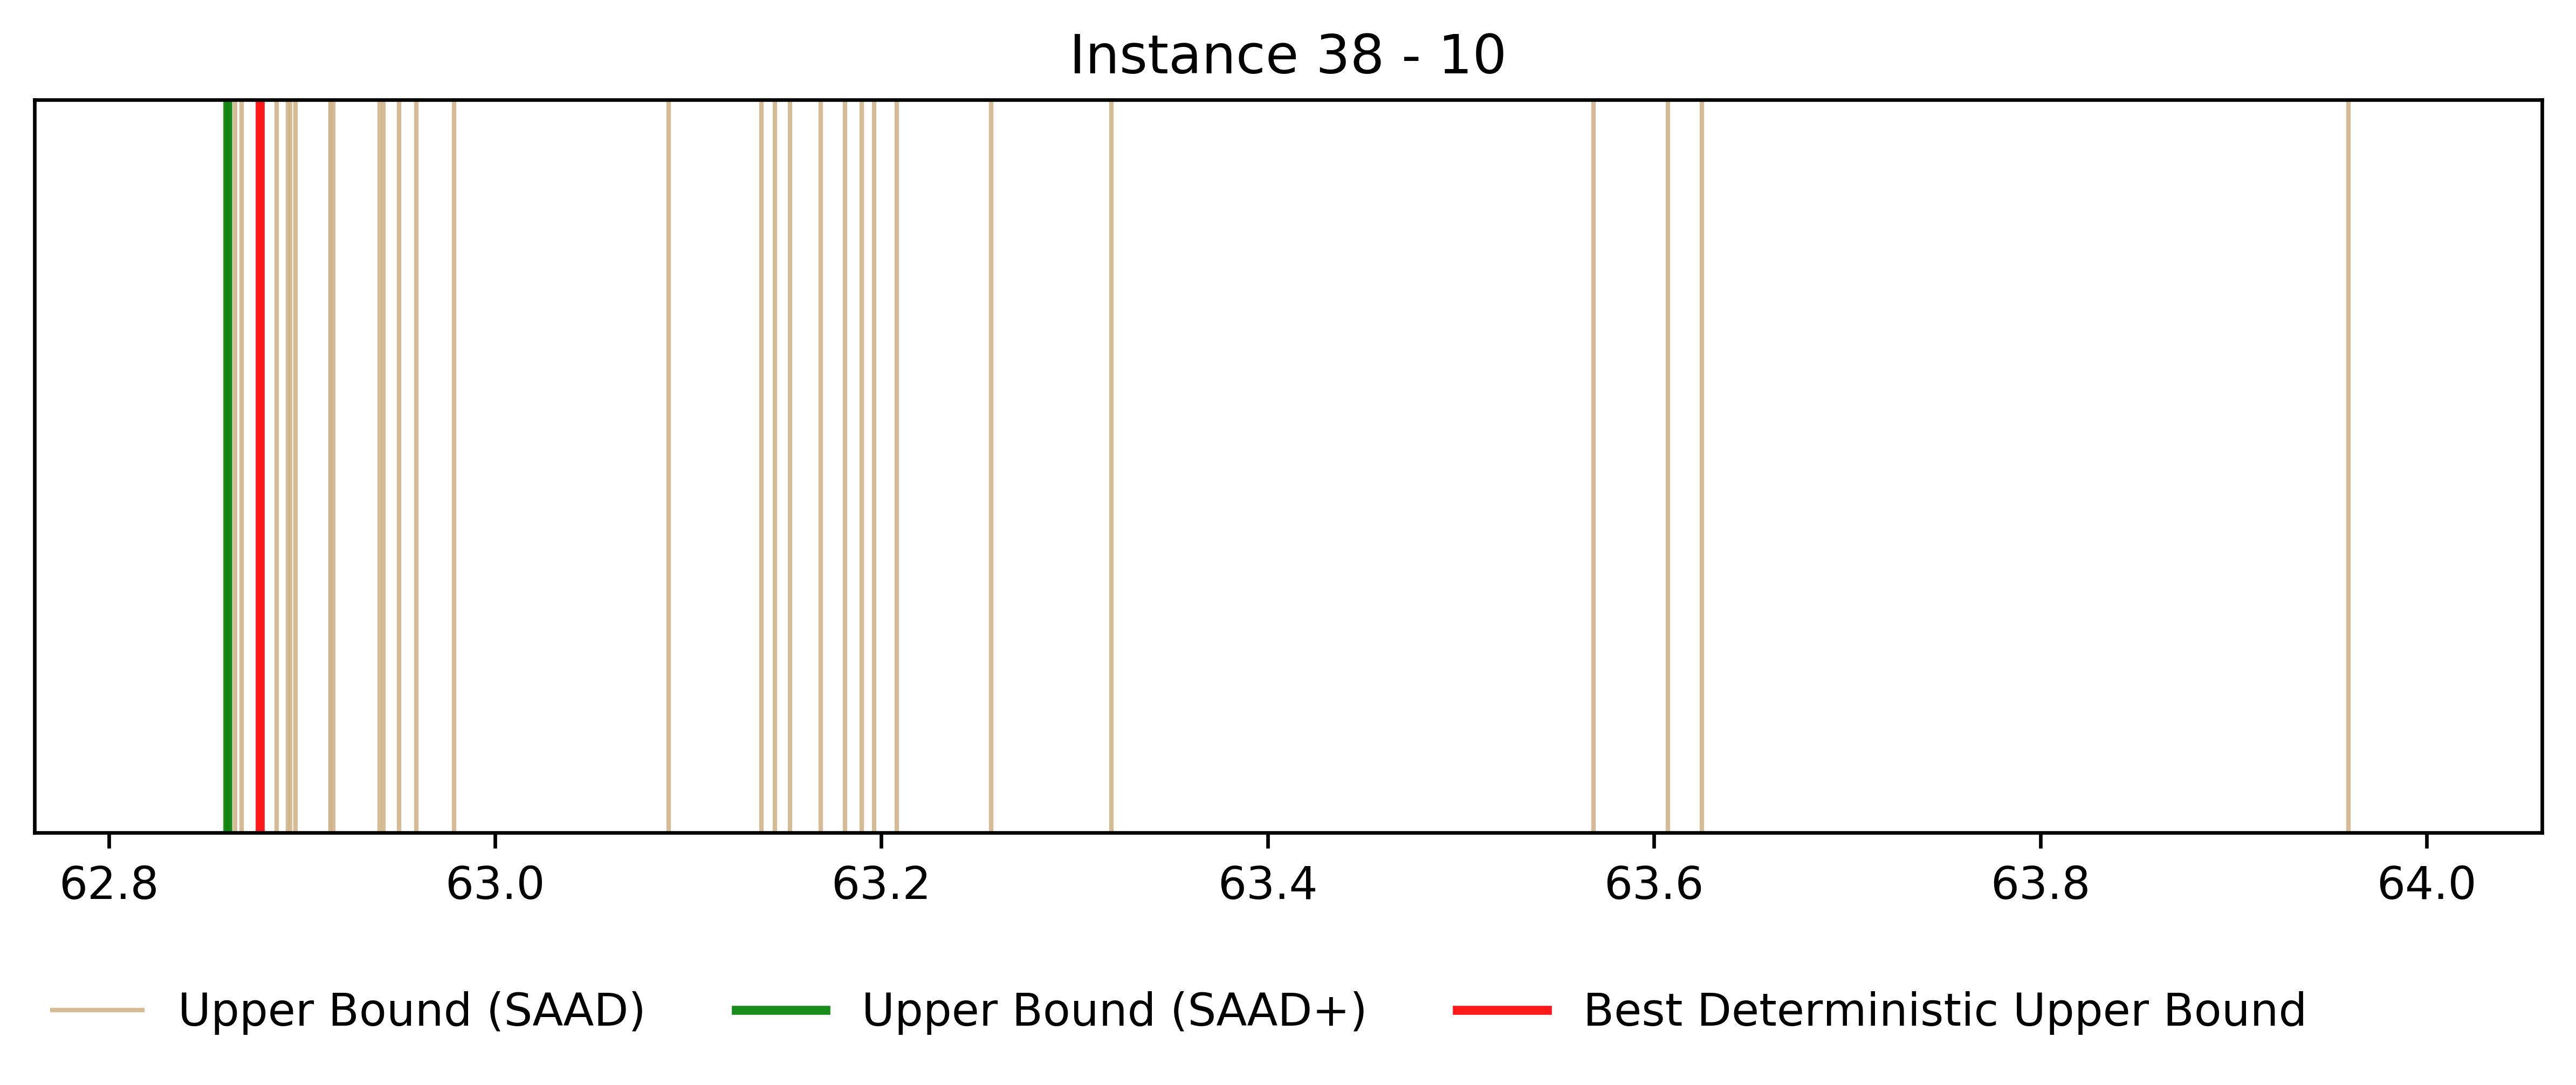 Instance 38 - 10
62.8 63.0 63.2 63.4 63.6 63.8 64.0
Upper Bound (SAAD) Upper Bound (SAAD+) Best Deterministic Upper Bound